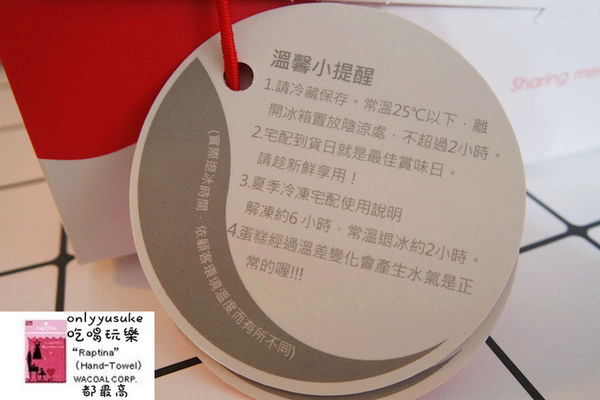 溫馨小提醒
1.請冷藏保存。常溫25℃以下，離
開冰箱置放陰涼處，不超過2小時。
2.宅配到貨日就是最佳賞味日。
請趁新鮮享用！
3.夏季冷凍宅配使用說明
解凍約6小時，常溫退冰約2小時。
4.蛋糕經過溫差變化會產生水氣是正
常的喔!!!
(實際退冰時間，依顧客環境溫度而有所不同)
Sharing
onlyyusuke
吃喝玩樂
"Raptina"
(Hand-Towel)
WACOAL CORP.
都最高